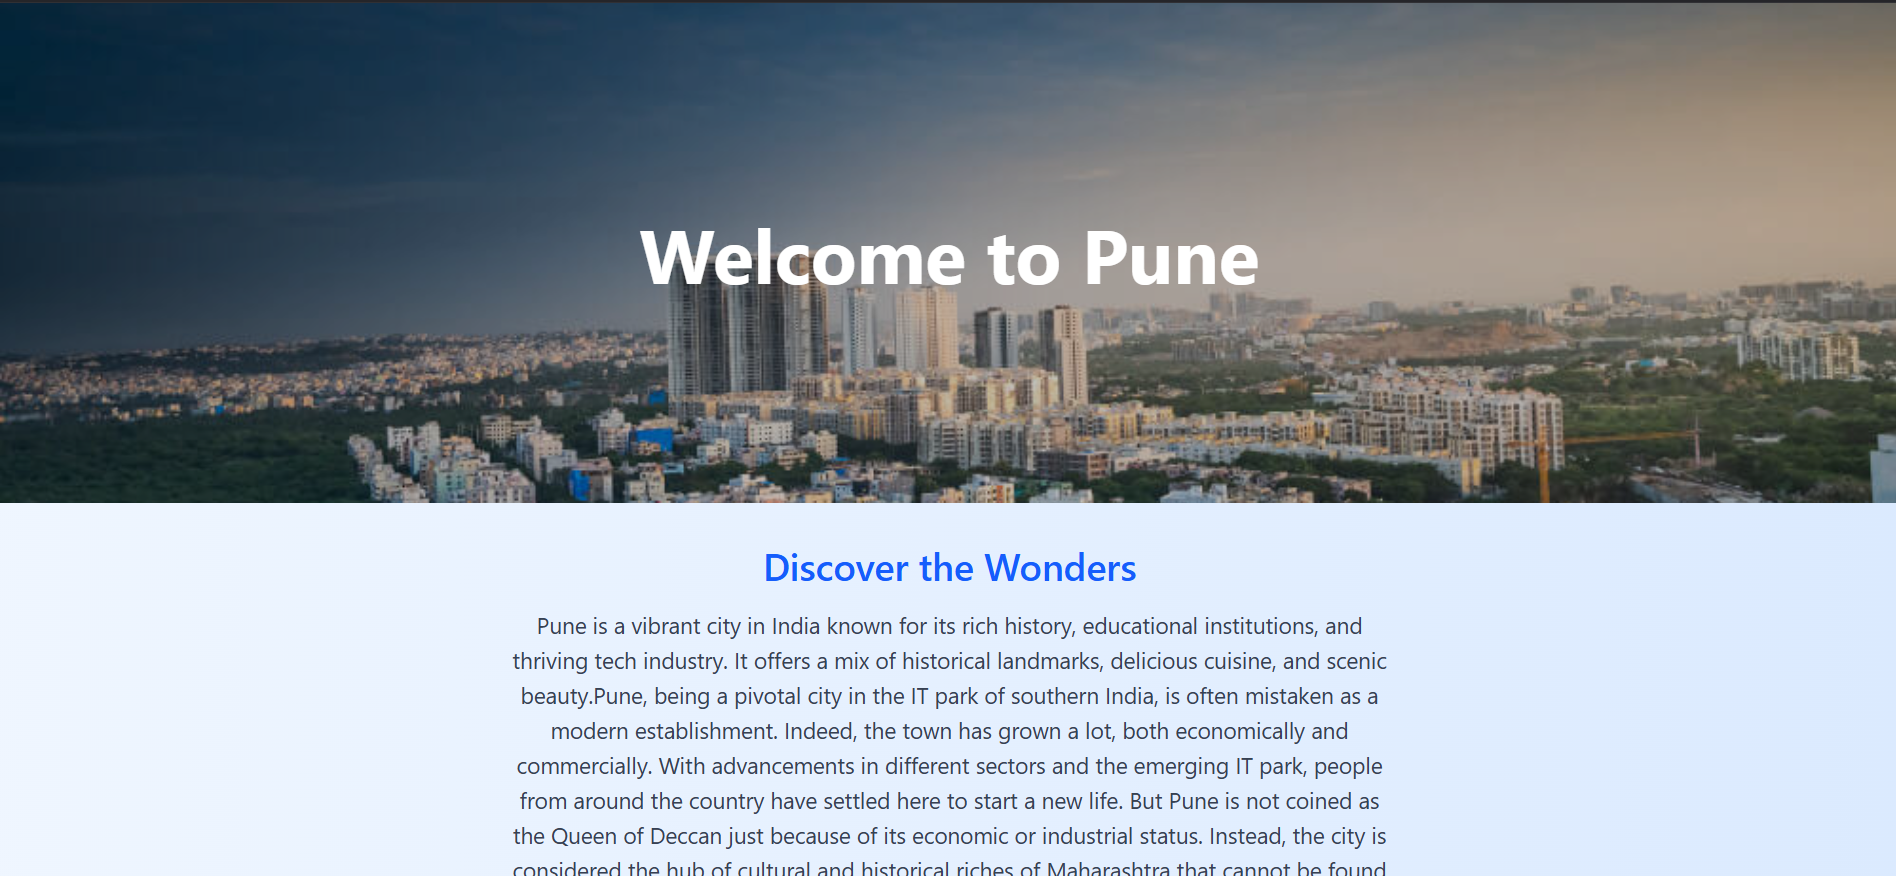 Welcome to Pune
Discover the Wonders
Pune is a vibrant city in India known for its rich history, educational institutions, and
thriving tech industry. It offers a mix of historical landmarks, delicious cuisine, and scenic
beauty.Pune, being a pivotal city in the IT park of southern India, is often mistaken as a
modern establishment. Indeed, the town has grown a lot, both economically and
commercially. With advancements in different sectors and the emerging IT park, people
from around the country have settled here to start a new life. But Pune is not coined as
the Queen of Deccan just because of its economic or industrial status. Instead, the city is
considered the hub of cultural and historical riches of Maharashtra that cannot be found